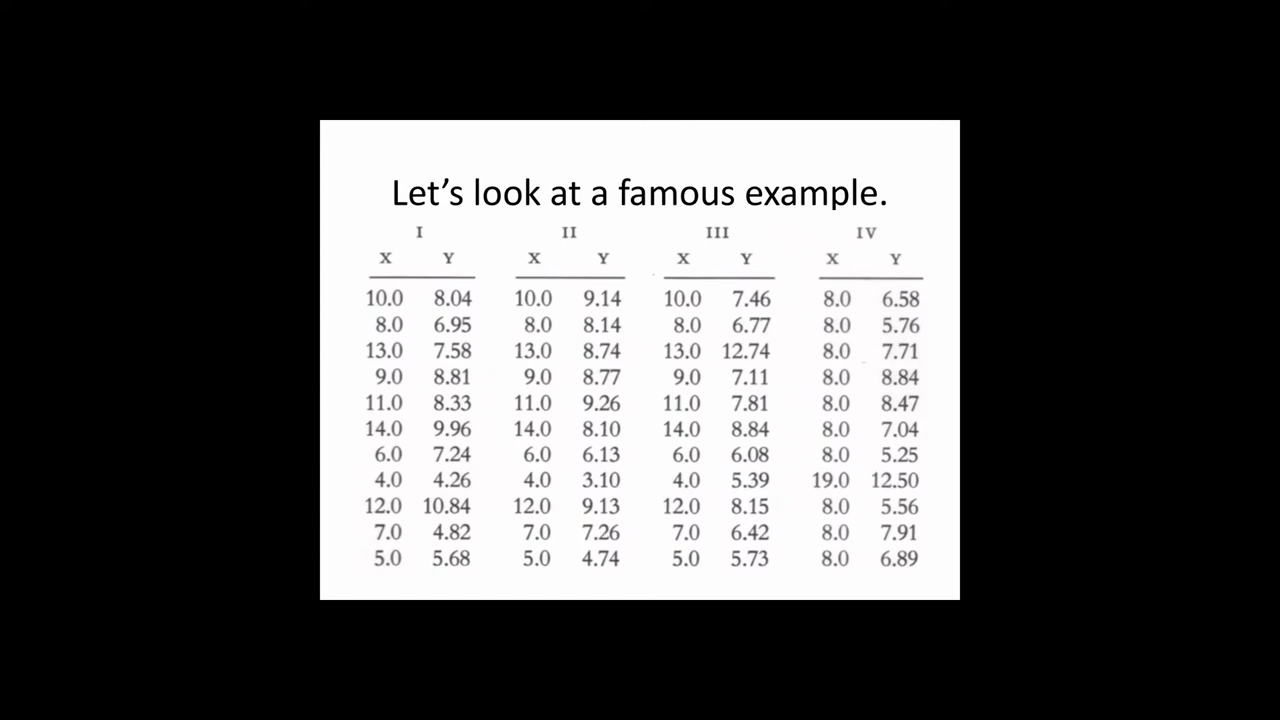 Let’s look at a famous example.
I II III IV
X Y X Y X Y X Y
10.0 8.04 10.0 9.14 10.0 7.46 8.0 6.58
8.0 6.95 8.0 8.14 8.0 6.77 8.0 5.76
13.0 7.58 13.0 8.74 13.0 12.74 8.0 7.71
9.0 8.81 9.0 8.77 9.0 7.11 8.0 8.84
11.0 8.33 11.0 9.26 11.0 7.81 8.0 8.47
14.0 9.96 14.0 8.10 14.0 8.84 8.0 7.04
6.0 7.24 6.0 6.13 6.0 6.08 8.0 5.25
4.0 4.26 4.0 3.10 4.0 5.39 19.0 12.50
12.0 10.84 12.0 9.13 12.0 8.15 8.0 5.56
7.0 4.82 7.0 7.26 7.0 6.42 8.0 7.91
5.0 5.68 5.0 4.74 5.0 5.73 8.0 6.89